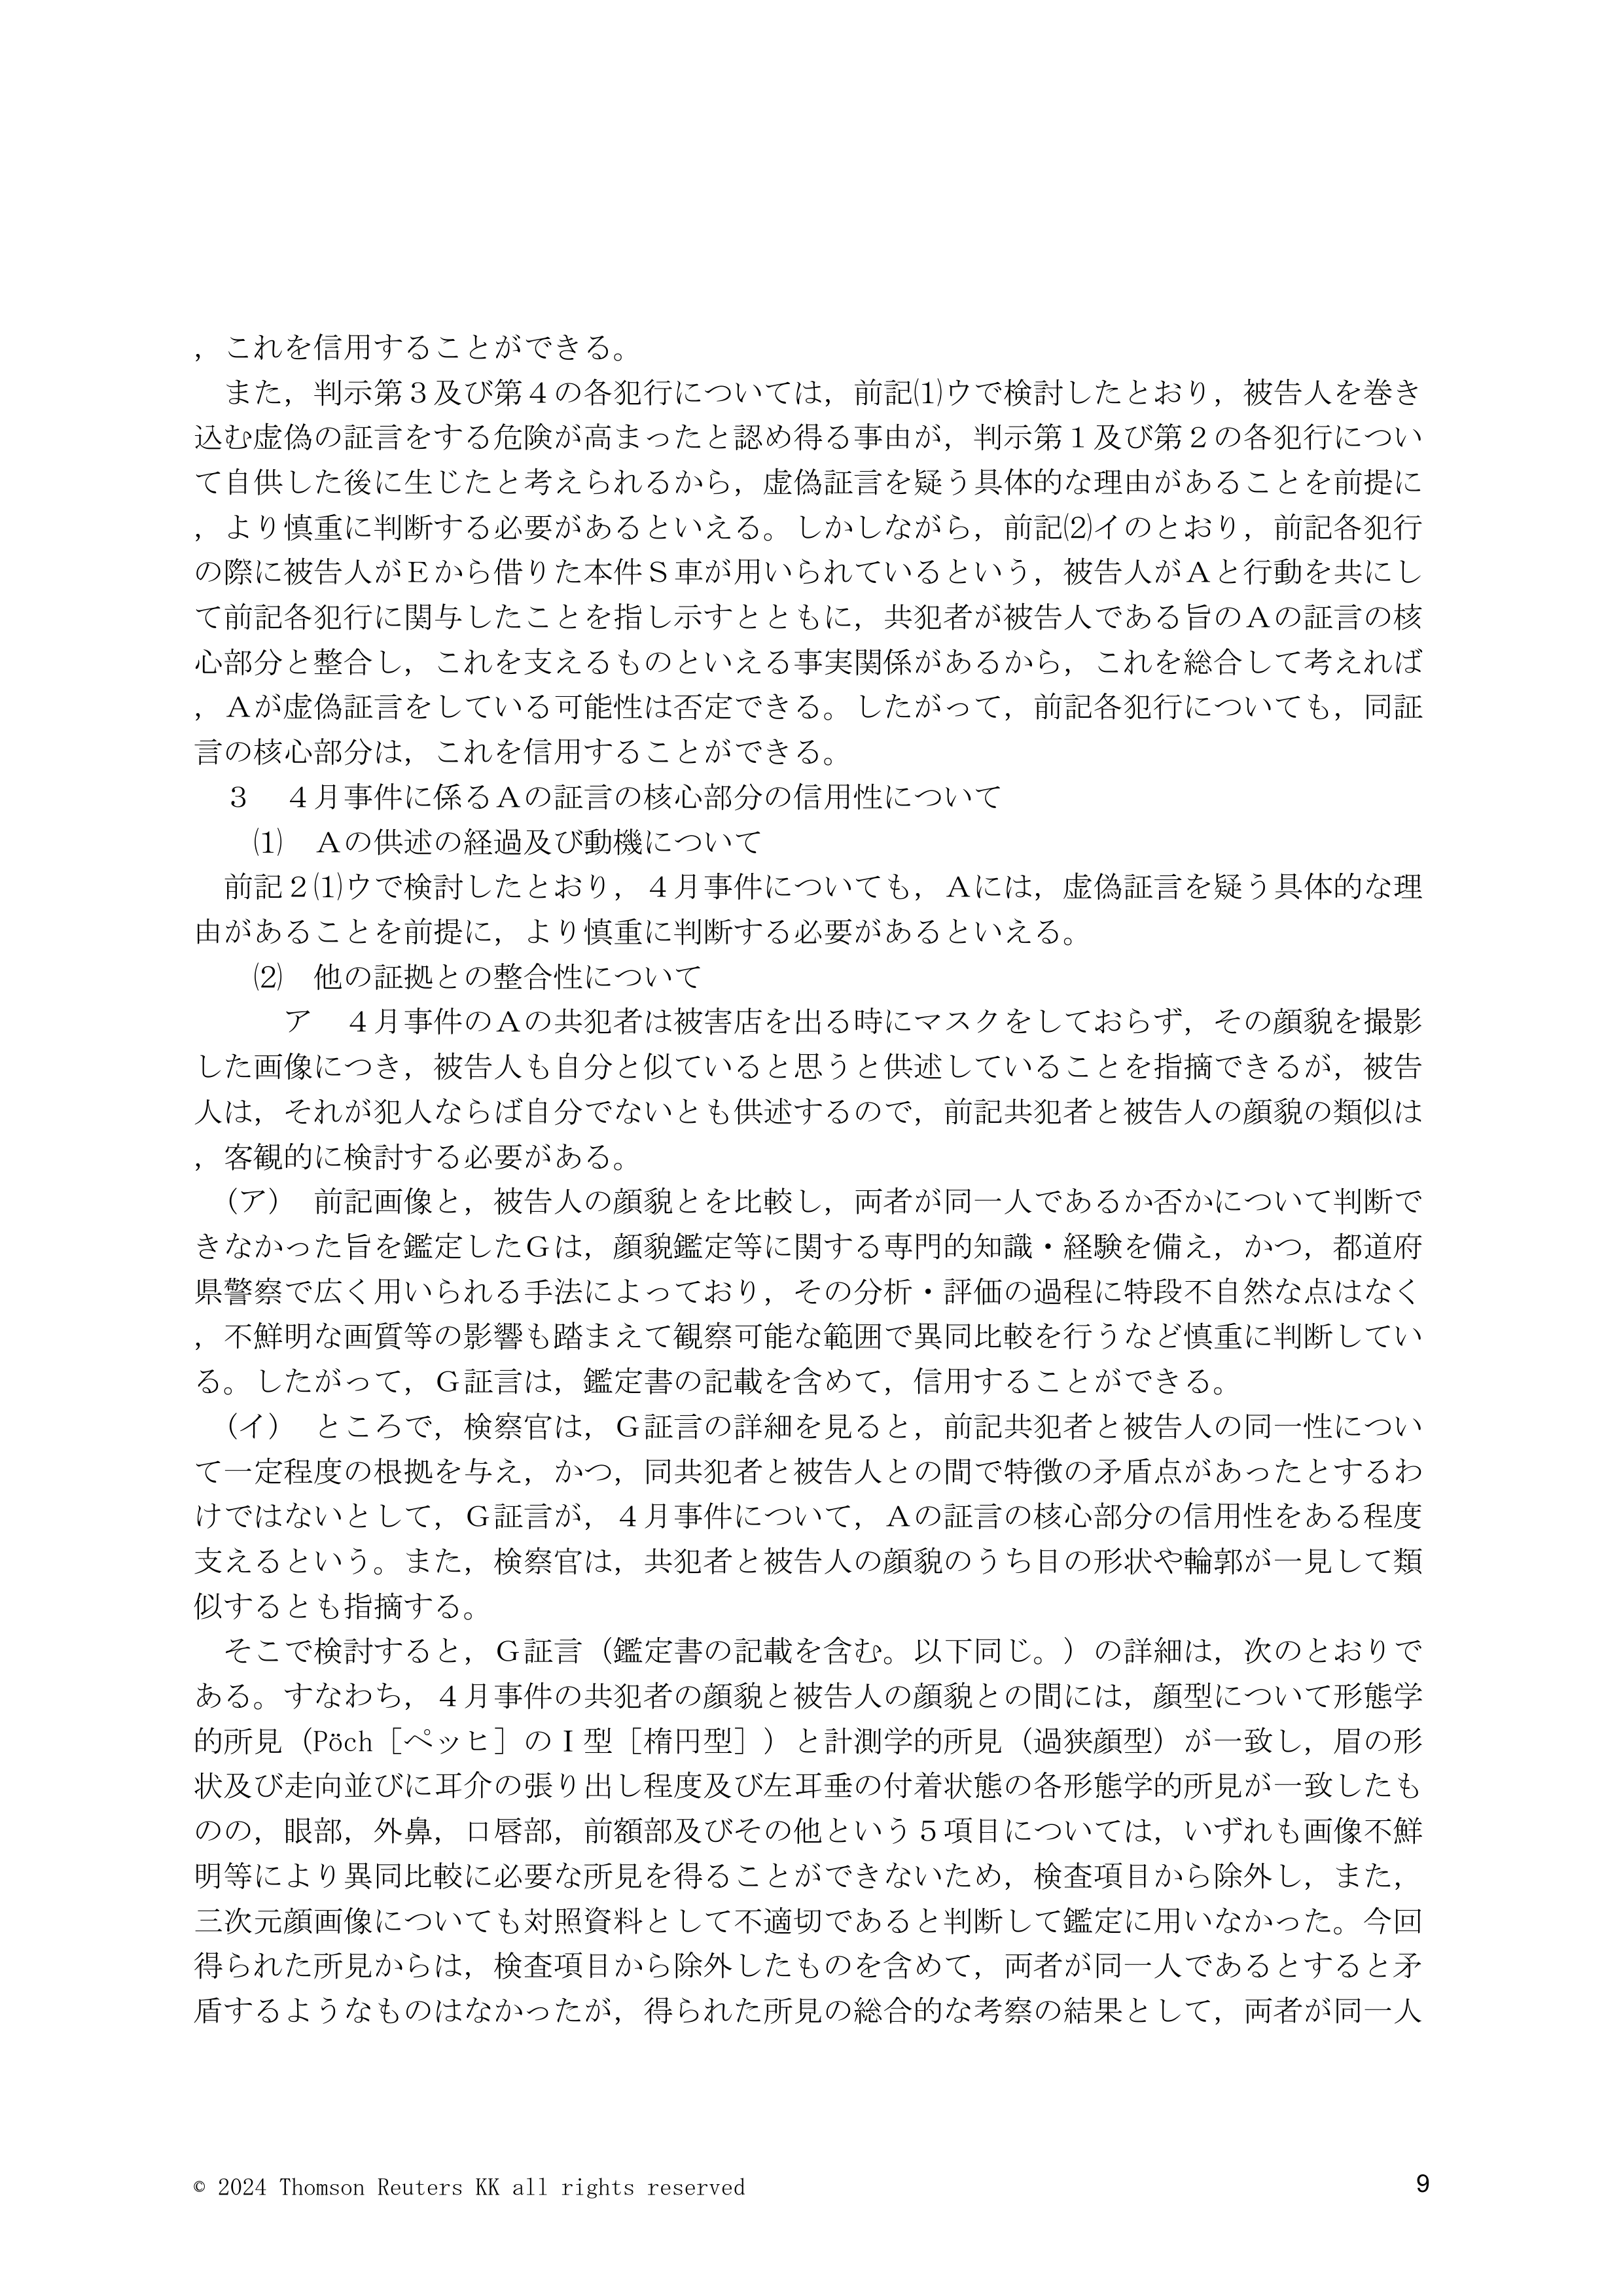 ，これを信用することができる。
　また，判示第３及び第４の各犯行については，前記⑴ウで検討したとおり，被告人を巻き
込む虚偽の証言をする危険が高まったと認め得る事由が，判示第１及び第２の各犯行につい
て自供した後に生じたと考えられるから，虚偽証言を疑う具体的な理由があることを前提に
，より慎重に判断する必要があるといえる。しかしながら，前記⑵イのとおり，前記各犯行
の際に被告人がＥから借りた本件Ｓ車が用いられているという，被告人がＡと行動を共にし
て前記各犯行に関与したことを指し示すとともに，共犯者が被告人である旨のＡの証言の核
心部分と整合し，これを支えるものといえる事実関係があるから，これを総合して考えれば
，Ａが虚偽証言をしている可能性は否定できる。したがって，前記各犯行についても，同証
言の核心部分は，これを信用することができる。
　３　４月事件に係るＡの証言の核心部分の信用性について
　　⑴　Ａの供述の経過及び動機について
　前記２⑴ウで検討したとおり，４月事件についても，Ａには，虚偽証言を疑う具体的な理
由があることを前提に，より慎重に判断する必要があるといえる。
　　⑵　他の証拠との整合性について
　　　ア　４月事件のＡの共犯者は被害店を出る時にマスクをしておらず，その顔貌を撮影
した画像につき，被告人も自分と似ていると思うと供述していることを指摘できるが，被告
人は，それが犯人ならば自分でないとも供述するので，前記共犯者と被告人の顔貌の類似は
，客観的に検討する必要がある。
　（ア）　前記画像と，被告人の顔貌とを比較し，両者が同一人であるか否かについて判断で
きなかった旨を鑑定したＧは，顔貌鑑定等に関する専門的知識・経験を備え，かつ，都道府
県警察で広く用いられる手法によっており，その分析・評価の過程に特段不自然な点はなく
，不鮮明な画質等の影響も踏まえて観察可能な範囲で異同比較を行うなど慎重に判断してい
る。したがって，Ｇ証言は，鑑定書の記載を含めて，信用することができる。
　（イ）　ところで，検察官は，Ｇ証言の詳細を見ると，前記共犯者と被告人の同一性につい
て一定程度の根拠を与え，かつ，同共犯者と被告人との間で特徴の矛盾点があったとするわ
けではないとして，Ｇ証言が，４月事件について，Ａの証言の核心部分の信用性をある程度
支えるという。また，検察官は，共犯者と被告人の顔貌のうち目の形状や輪郭が一見して類
似するとも指摘する。
　そこで検討すると，Ｇ証言（鑑定書の記載を含む。以下同じ。）の詳細は，次のとおりで
ある。すなわち，４月事件の共犯者の顔貌と被告人の顔貌との間には，顔型について形態学
的所見（Pöch［ペッヒ］のＩ型［楕円型］）と計測学的所見（過狭顔型）が一致し，眉の形
状及び走向並びに耳介の張り出し程度及び左耳垂の付着状態の各形態学的所見が一致したも
のの，眼部，外鼻，口唇部，前額部及びその他という５項目については，いずれも画像不鮮
明等により異同比較に必要な所見を得ることができないため，検査項目から除外し，また，
三次元顔画像についても対照資料として不適切であると判断して鑑定に用いなかった。今回
得られた所見からは，検査項目から除外したものを含めて，両者が同一人であるとすると矛
盾するようなものはなかったが，得られた所見の総合的な考察の結果として，両者が同一人
© 2024 Thomson Reuters KK all rights reserved
9